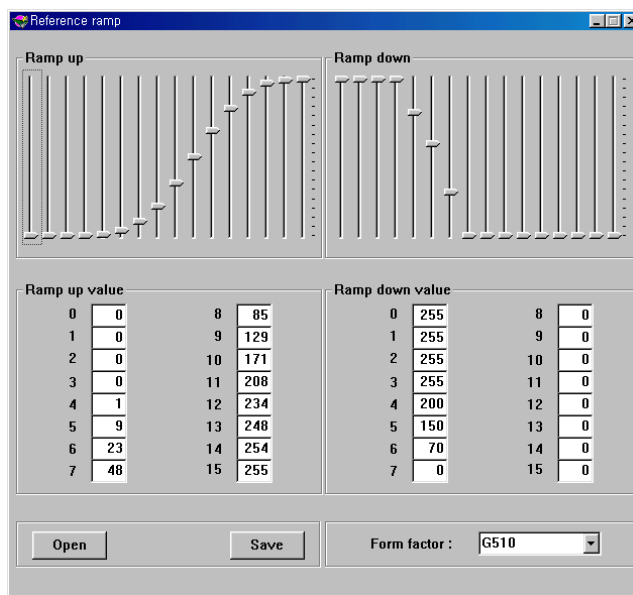 Reference ramp
Ramp up
Ramp down
Ramp up value
0 0 8 85
1 0 9 129
2 0 10 171
3 0 11 208
4 1 12 234
5 9 13 248
6 23 14 254
7 48 15 255
Ramp down value
0 255 8 0
1 255 9 0
2 255 10 0
3 255 11 0
4 200 12 0
5 150 13 0
6 70 14 0
7 0 15 0
Open
Save
Form factor :
G510